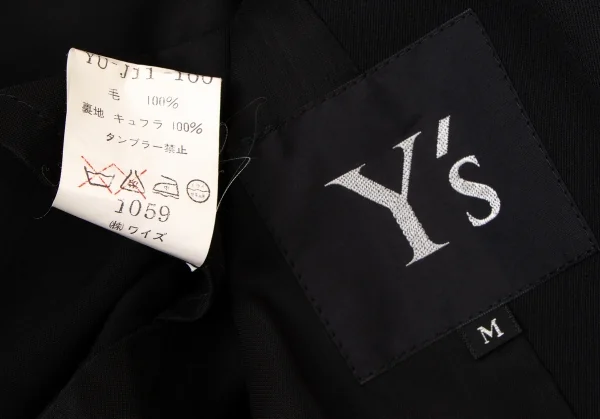 YU-J11-100
毛 100%
裏地 キュプラ 100%
タンブラー禁止
1059
(株)ワイズ
Y's
M